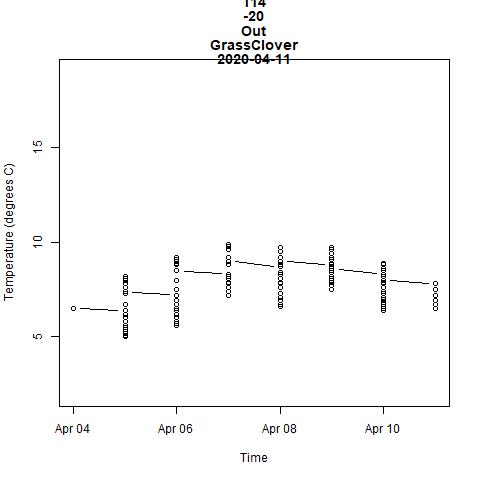 114
-20
Out
GrassClover
2020-04-11
Temperature (degrees C)
15
10
5
Apr 04
Apr 06
Apr 08
Apr 10
Time